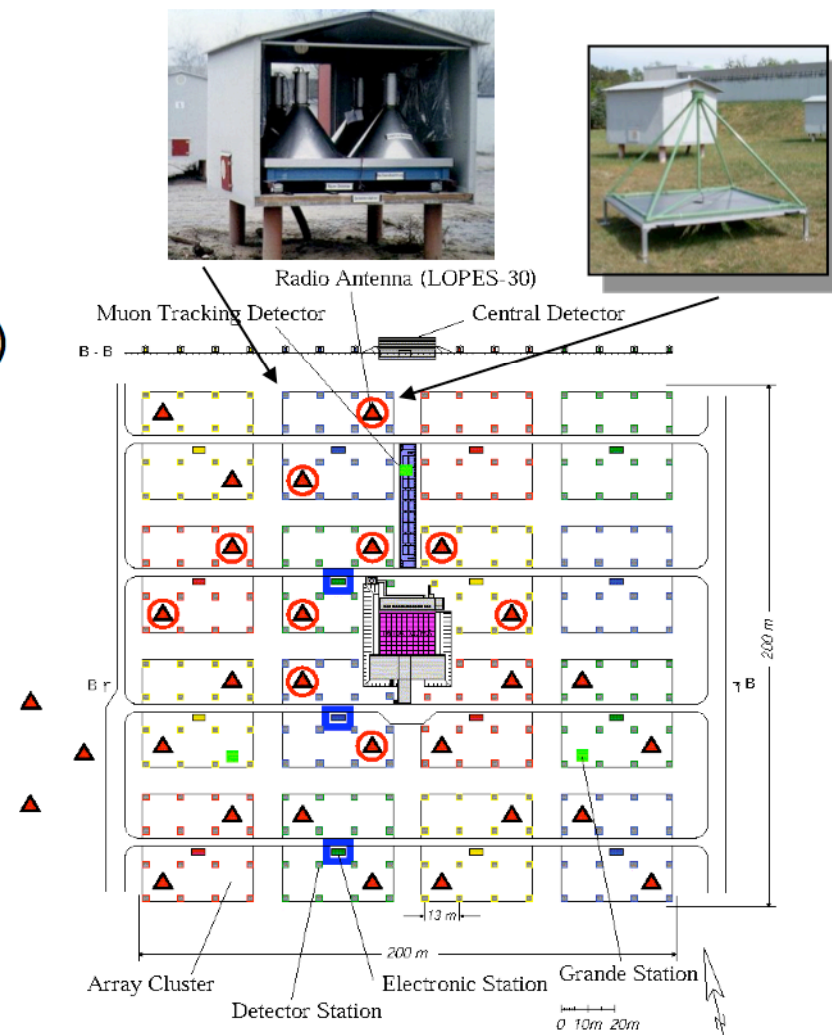 Radio Antenna (LOPES-30)
Muon Tracking Detector
Central Detector
B - B
B
B
200 m
13 m
200 m
Array Cluster
Electronic Station
Grande Station
Detector Station
0 10m 20m